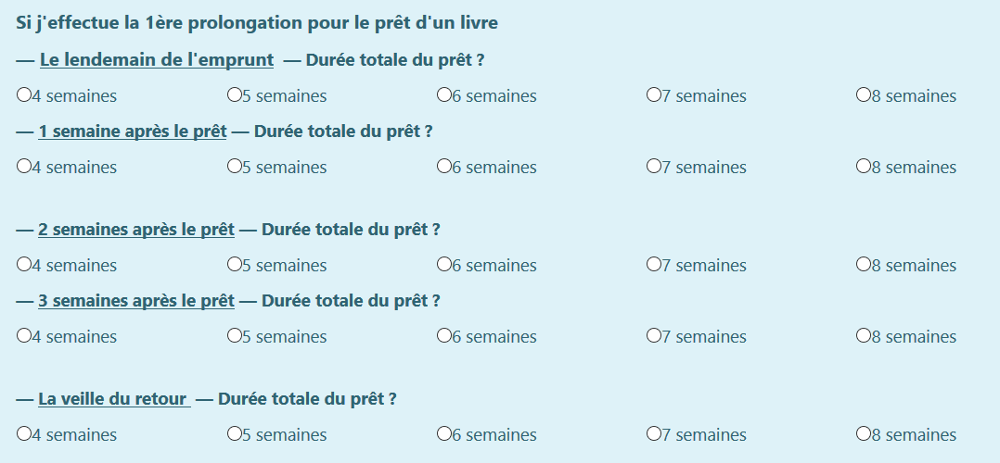 Si j'effectue la 1ère prolongation pour le prêt d'un livre
— Le lendemain de l'emprunt — Durée totale du prêt ?
4 semaines 5 semaines 6 semaines 7 semaines 8 semaines
— 1 semaine après le prêt — Durée totale du prêt ?
4 semaines 5 semaines 6 semaines 7 semaines 8 semaines
— 2 semaines après le prêt — Durée totale du prêt ?
4 semaines 5 semaines 6 semaines 7 semaines 8 semaines
— 3 semaines après le prêt — Durée totale du prêt ?
4 semaines 5 semaines 6 semaines 7 semaines 8 semaines
— La veille du retour — Durée totale du prêt ?
4 semaines 5 semaines 6 semaines 7 semaines 8 semaines